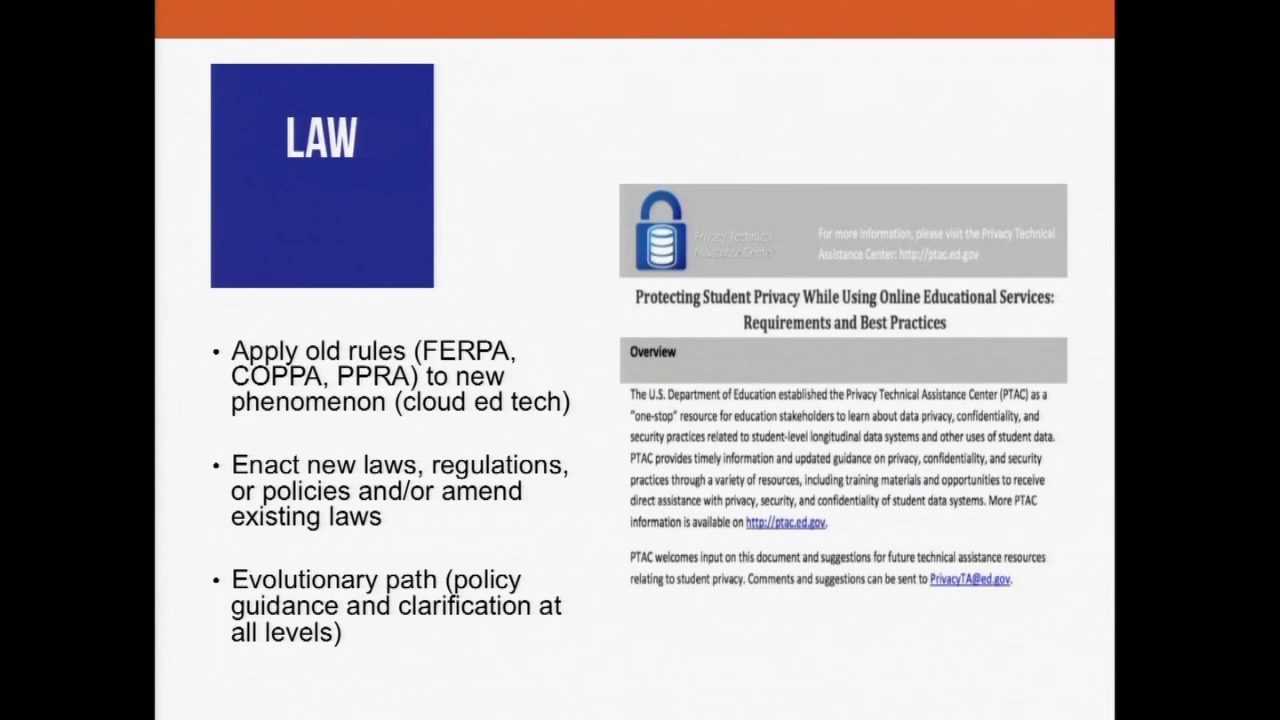 LAW
• Apply old rules (FERPA,
COPPA, PPRA) to new
phenomenon (cloud ed tech)
• Enact new laws, regulations,
or policies and/or amend
existing laws
• Evolutionary path (policy
guidance and clarification at
all levels)
Privacy Technical
Assistance Center
For more information, please visit the Privacy Technical
Assistance Center: http://ptac.ed.gov
Protecting Student Privacy While Using Online Educational Services:
Requirements and Best Practices
Overview
The U.S. Department of Education established the Privacy Technical Assistance Center (PTAC) as a
"one-stop" resource for education stakeholders to learn about data privacy, confidentiality, and
security practices related to student-level longitudinal data systems and other uses of student data.
PTAC provides timely information and updated guidance on privacy, confidentiality, and security
practices through a variety of resources, including training materials and opportunities to receive
direct assistance with privacy, security, and confidentiality of student data systems. More PTAC
information is available on http://ptac.ed.gov.
PTAC welcomes input on this document and suggestions for future technical assistance resources
relating to student privacy. Comments and suggestions can be sent to PrivacyTA@ed.gov.